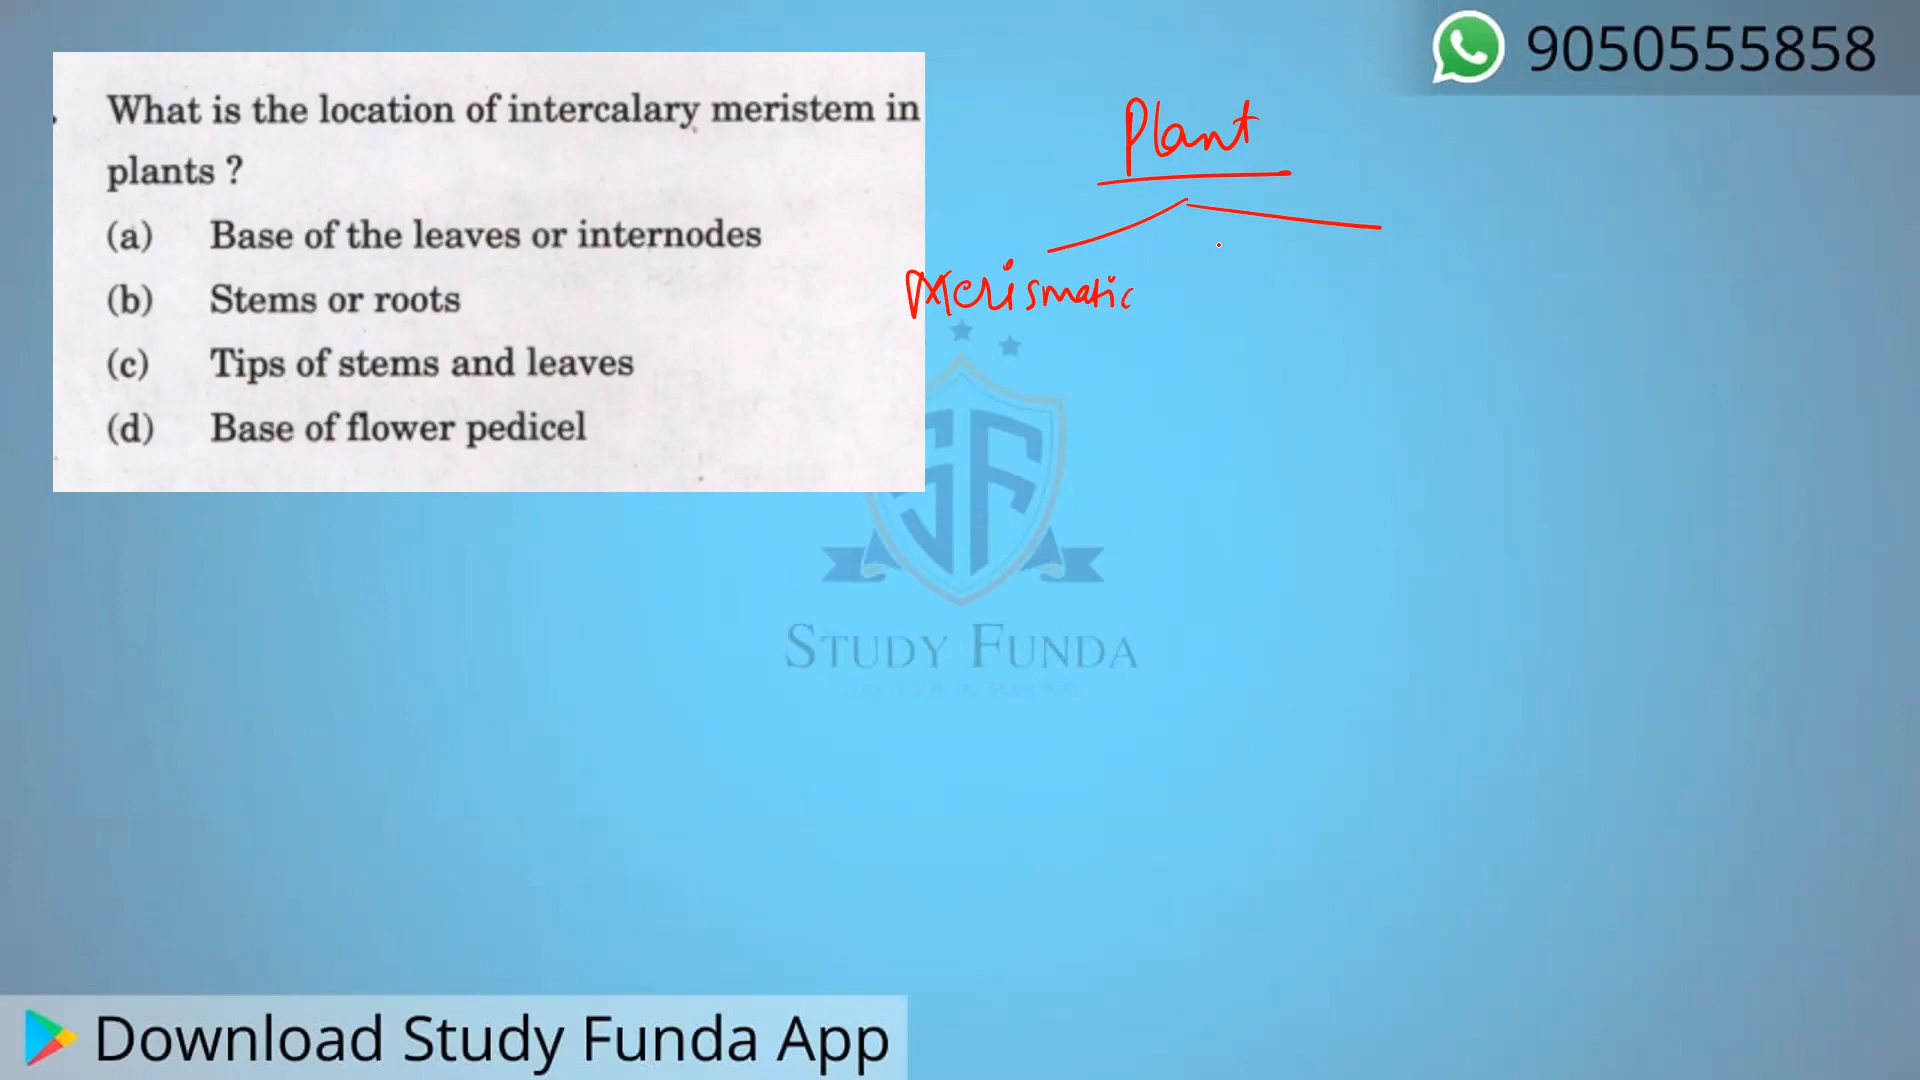 9050555858
What is the location of intercalary meristem in
plants ?
(a) Base of the leaves or internodes
(b) Stems or roots
(c) Tips of stems and leaves
(d) Base of flower pedicel
Plant
Merismatic
SF
STUDY FUNDA
Download Study Funda App